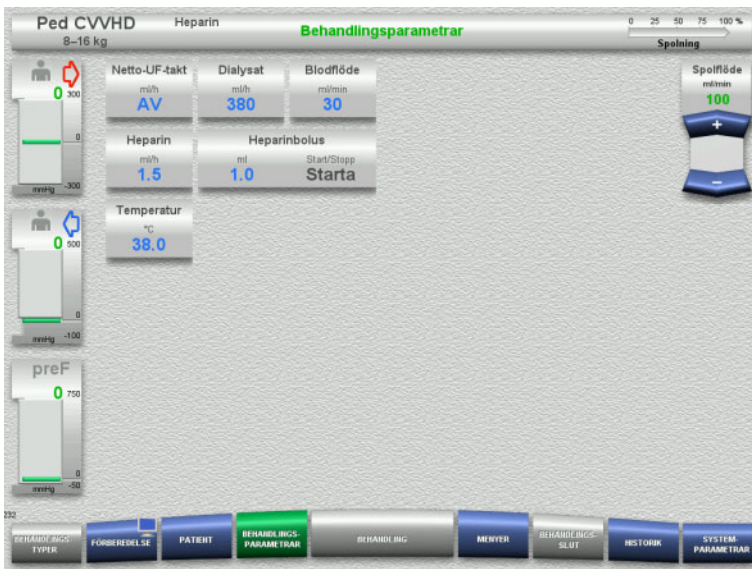 Ped CVVHD Heparin
8–16 kg
Behandlingsparametrar
0 25 50 75 100 %
Spolning
0 300
0
-300
mmHg
Netto-UF-takt Dialysat Blodflöde
ml/h ml/h ml/min
AV 380 30
Heparin Heparinbolus
ml/h ml Start/Stopp
1.5 1.0 Starta
Temperatur
°C
38.0
Spolflöde
ml/min
100
+
−
0 500
0
mmHg -100
preF
0 750
0
mmHg -50
232
BEHANDLINGS-
TYPER
FÖRBEREDELSE
PATIENT
BEHANDLINGS-
PARAMETRAR
BEHANDLING
MENYER
BEHANDLINGS-
SLUT
HISTORIK
SYSTEM-
PARAMETRAR